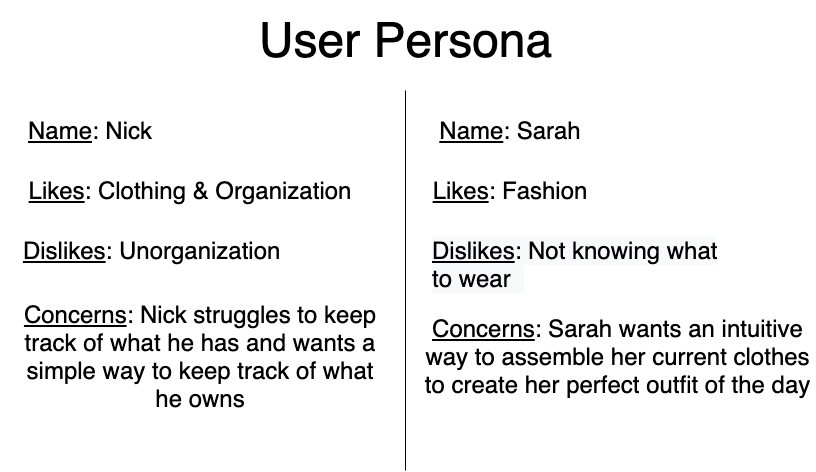 User Persona
Name: Nick
Likes: Clothing & Organization
Dislikes: Unorganization
Concerns: Nick struggles to keep
track of what he has and wants a
simple way to keep track of what
he owns
Name: Sarah
Likes: Fashion
Dislikes: Not knowing what
to wear
Concerns: Sarah wants an intuitive
way to assemble her current clothes
to create her perfect outfit of the day